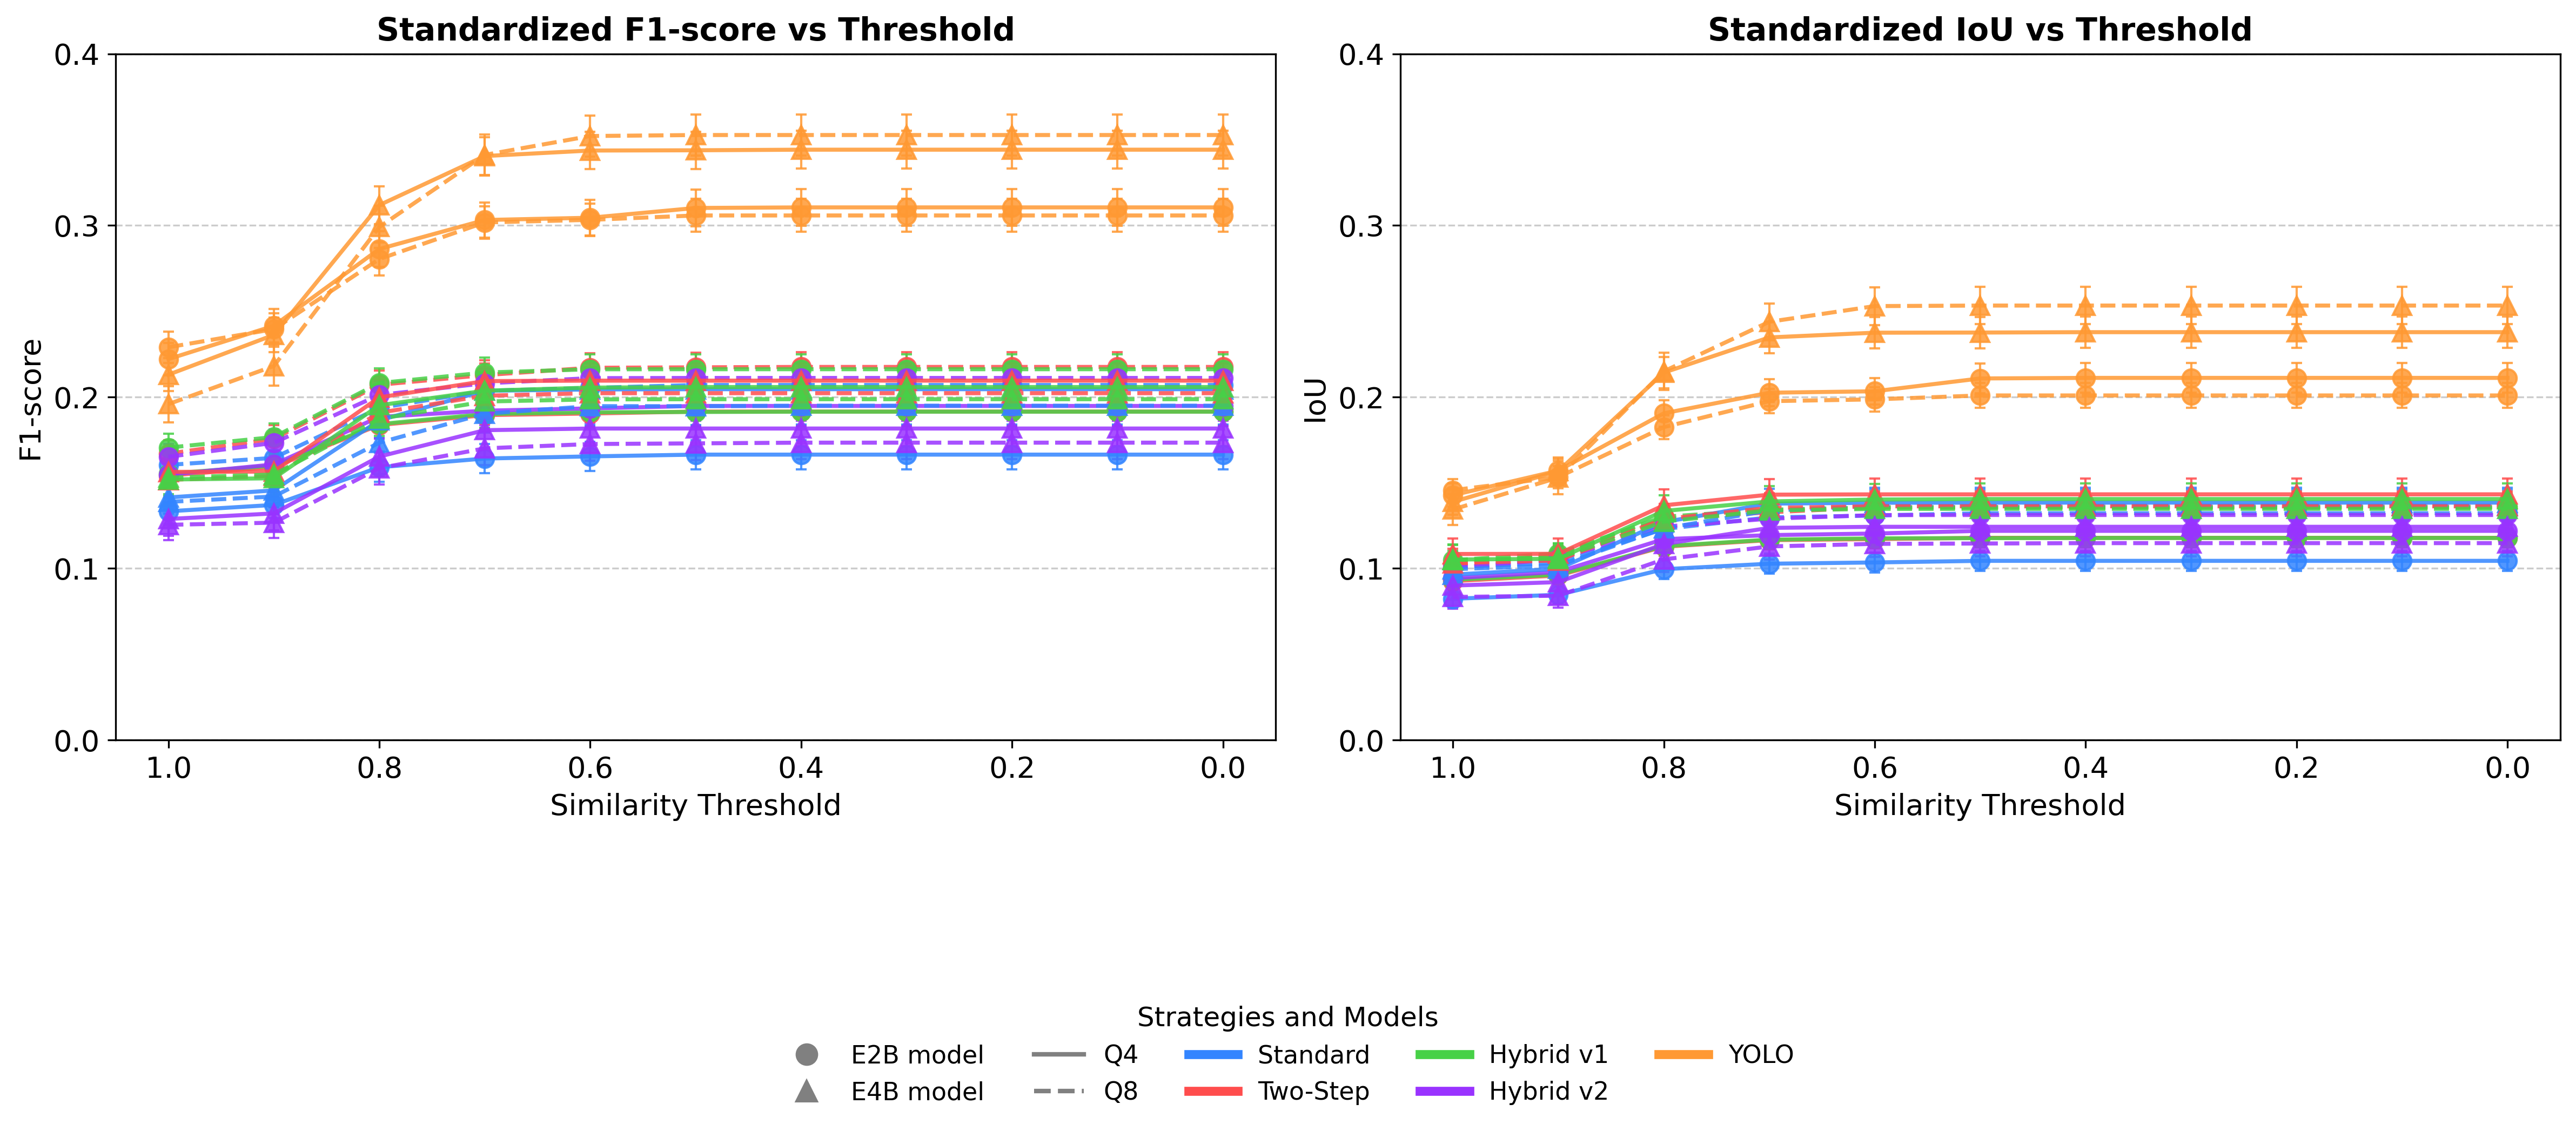 Standardized F1-score vs Threshold
0.4
0.3
0.2
0.1
0.0
F1-score
1.0 0.8 0.6 0.4 0.2 0.0
Similarity Threshold
Standardized IoU vs Threshold
0.4
0.3
0.2
0.1
0.0
IoU
1.0 0.8 0.6 0.4 0.2 0.0
Similarity Threshold
Strategies and Models
E2B model Q4 Standard Hybrid v1 YOLO
E4B model Q8 Two-Step Hybrid v2